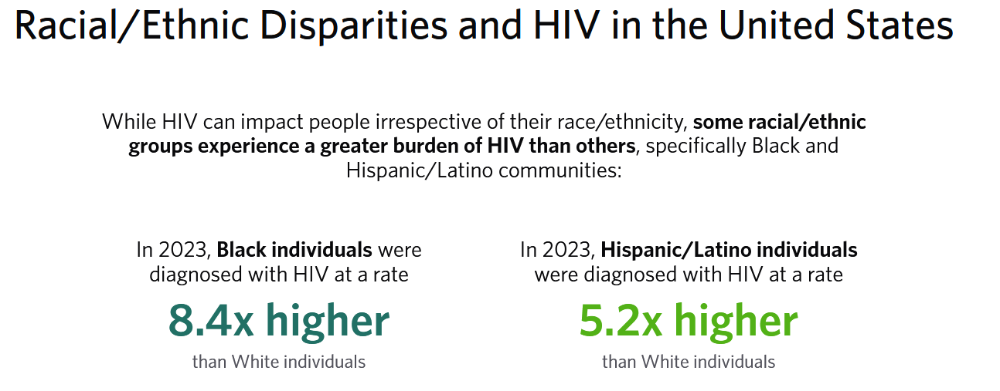 Racial/Ethnic Disparities and HIV in the United States
While HIV can impact people irrespective of their race/ethnicity, some racial/ethnic
groups experience a greater burden of HIV than others, specifically Black and
Hispanic/Latino communities:
In 2023, Black individuals were
diagnosed with HIV at a rate
8.4x higher
than White individuals
In 2023, Hispanic/Latino individuals
were diagnosed with HIV at a rate
5.2x higher
than White individuals